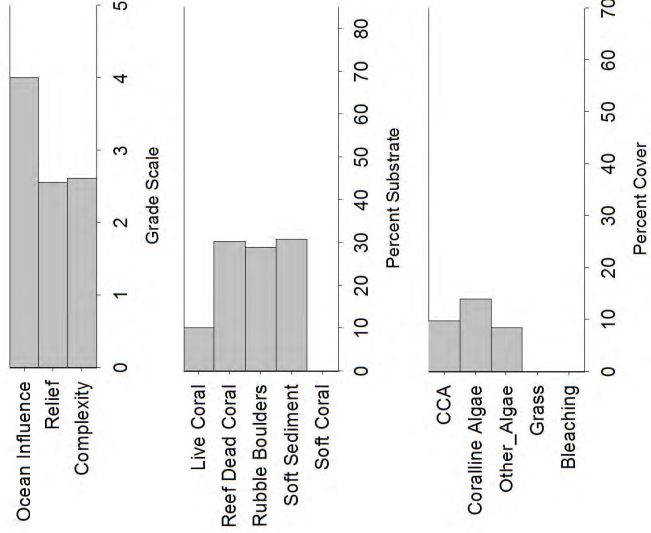 Ocean Influence
Relief
Complexity
0 1 2 3 4 5
Grade Scale
Live Coral
Reef Dead Coral
Rubble Boulders
Soft Sediment
Soft Coral
0 10 20 30 40 50 60 70 80
Percent Substrate
CCA
Coralline Algae
Other_Algae
Grass
Bleaching
0 10 20 30 40 50 60 70
Percent Cover